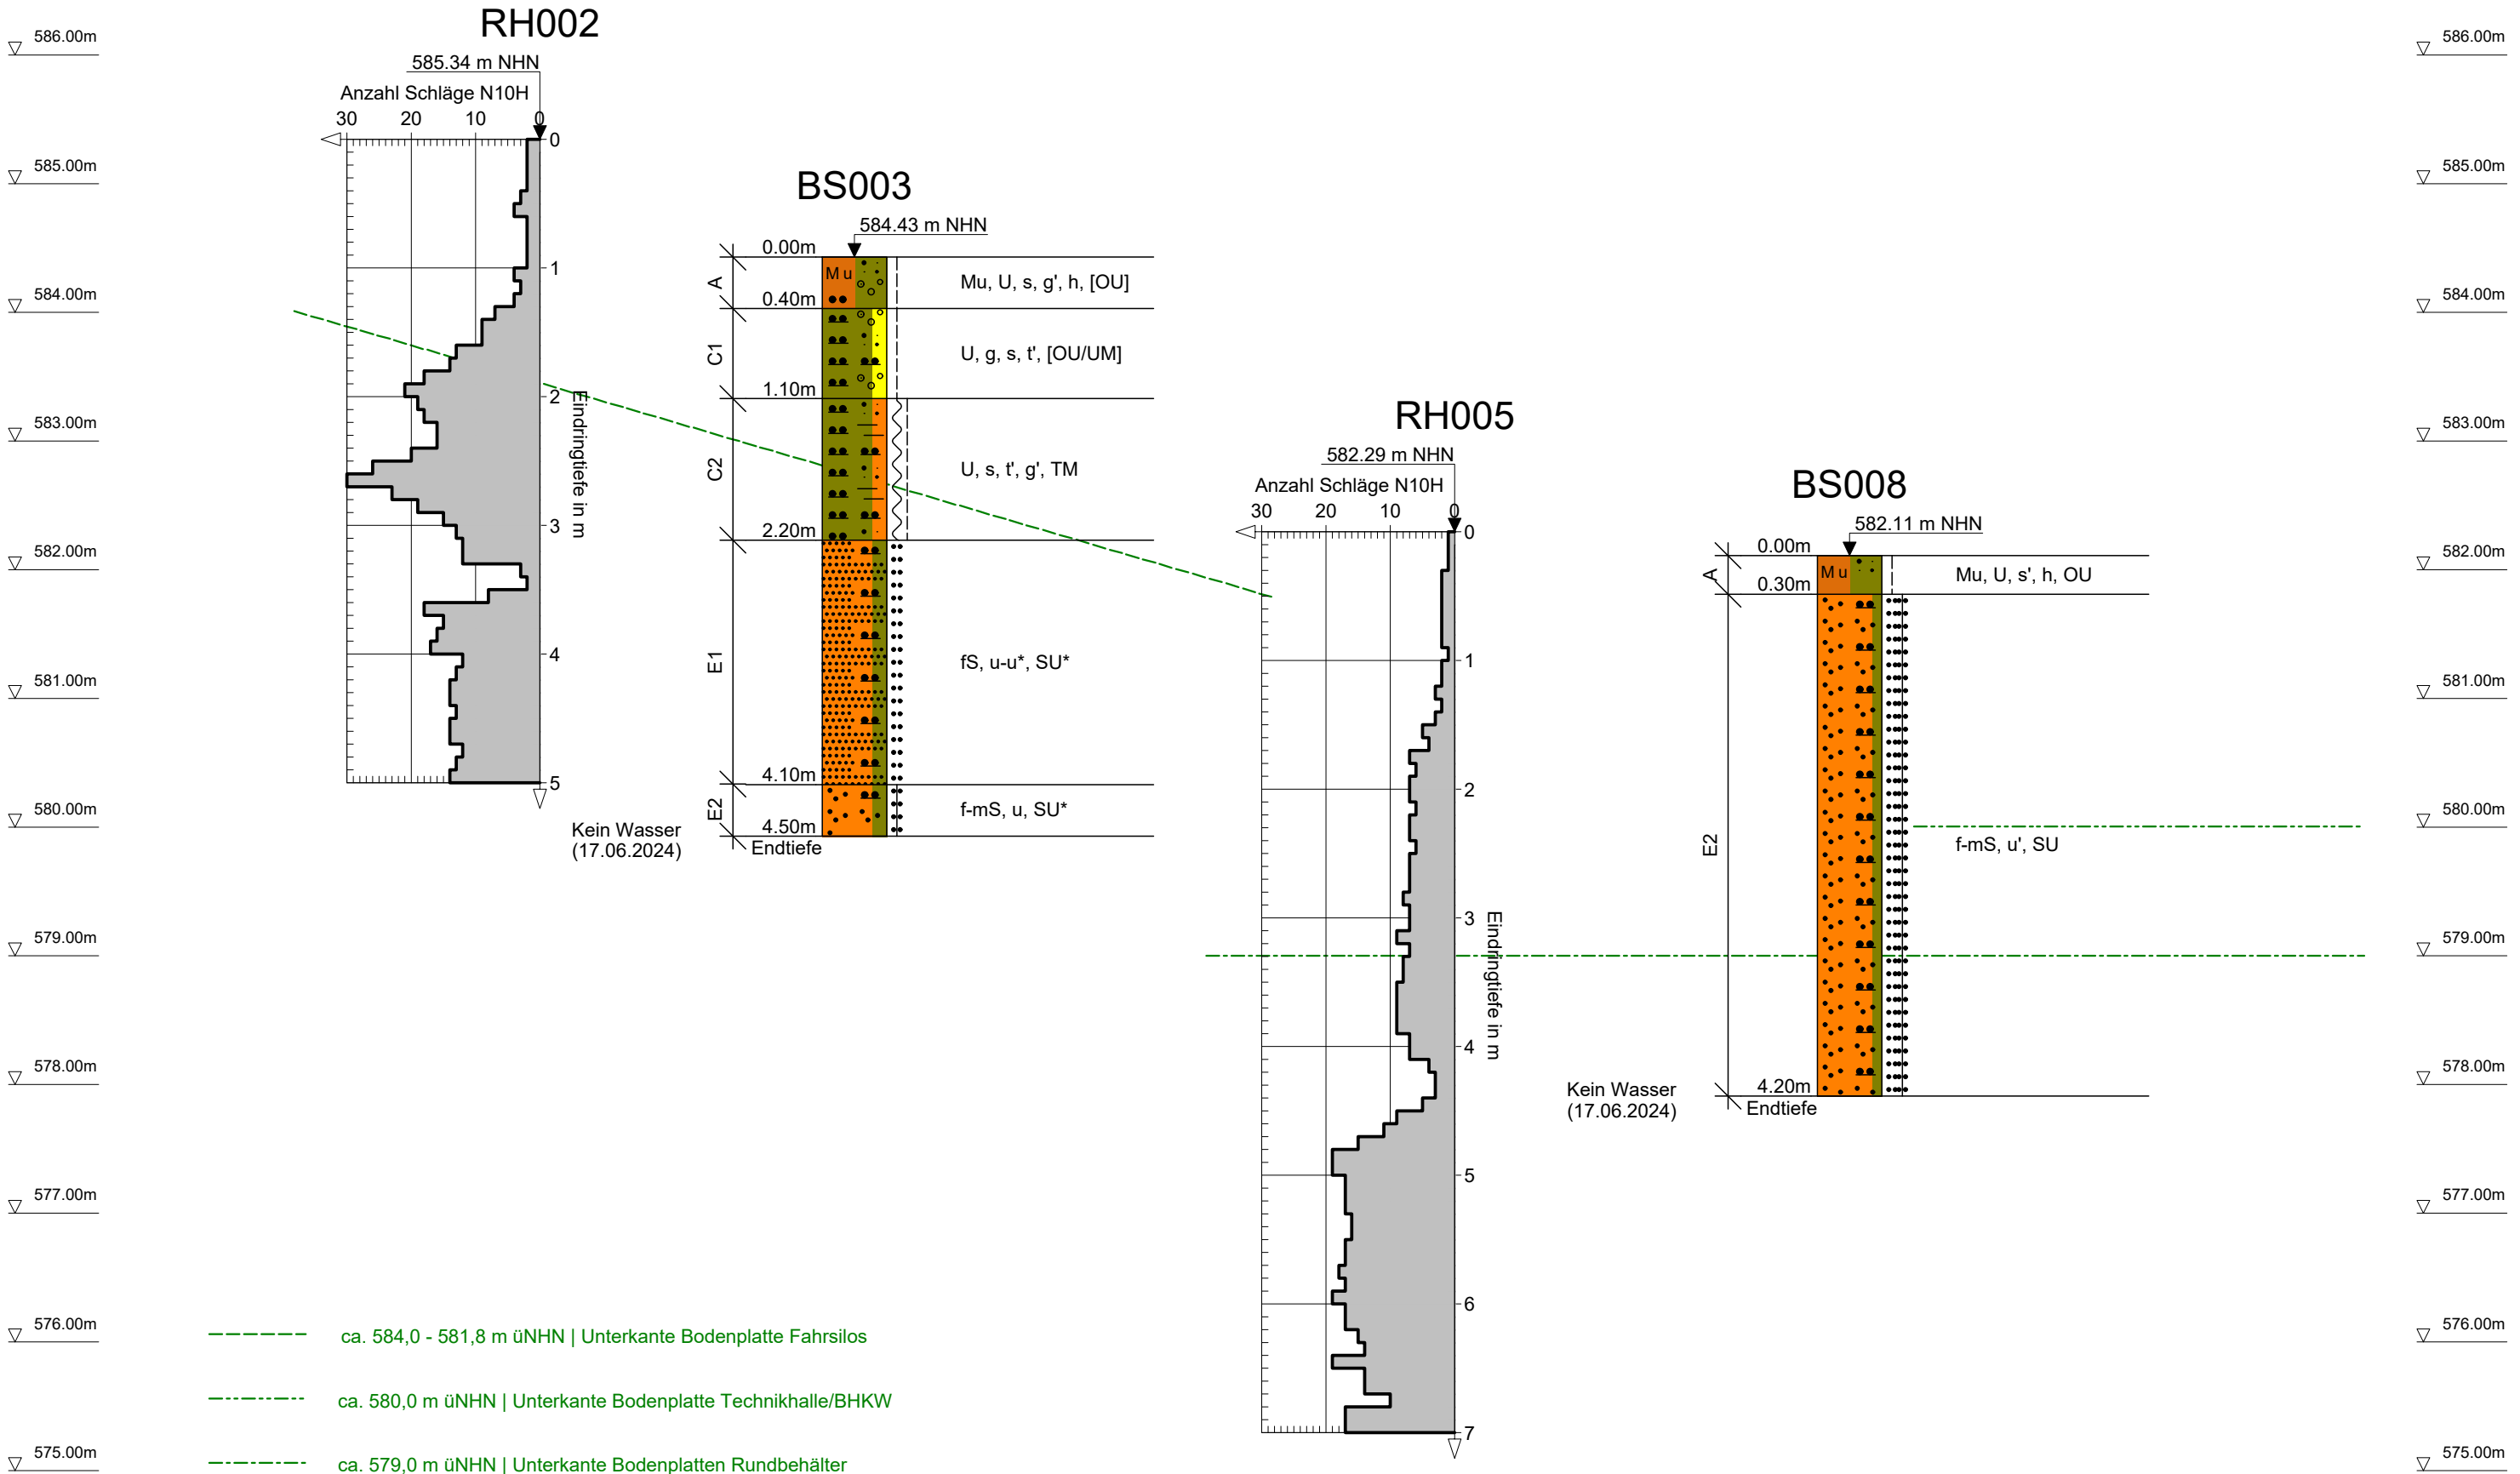 586.00m
585.00m
584.00m
583.00m
582.00m
581.00m
580.00m
579.00m
578.00m
577.00m
576.00m
575.00m
RH002
585.34 m NHN
Anzahl Schläge N10H
30 20 10 0
0
1
2
3
4
5
Eindringtiefe in m
BS003
584.43 m NHN
0.00m
A
Mu
Mu, U, s, g', h, [OU]
0.40m
C1
U, g, s, t', [OU/UM]
1.10m
C2
U, s, t', g', TM
2.20m
E1
fS, u-u*, SU*
4.10m
E2
f-mS, u, SU*
4.50m
Endtiefe
Kein Wasser
(17.06.2024)
RH005
582.29 m NHN
Anzahl Schläge N10H
30 20 10 0
0
1
2
3
4
5
6
7
Eindringtiefe in m
BS008
582.11 m NHN
0.00m
A
Mu
Mu, U, s', h, OU
0.30m
E2
f-mS, u', SU
4.20m
Endtiefe
Kein Wasser
(17.06.2024)
586.00m
585.00m
584.00m
583.00m
582.00m
581.00m
580.00m
579.00m
578.00m
577.00m
576.00m
575.00m
ca. 584,0 - 581,8 m üNHN | Unterkante Bodenplatte Fahrsilos
ca. 580,0 m üNHN | Unterkante Bodenplatte Technikhalle/BHKW
ca. 579,0 m üNHN | Unterkante Bodenplatten Rundbehälter